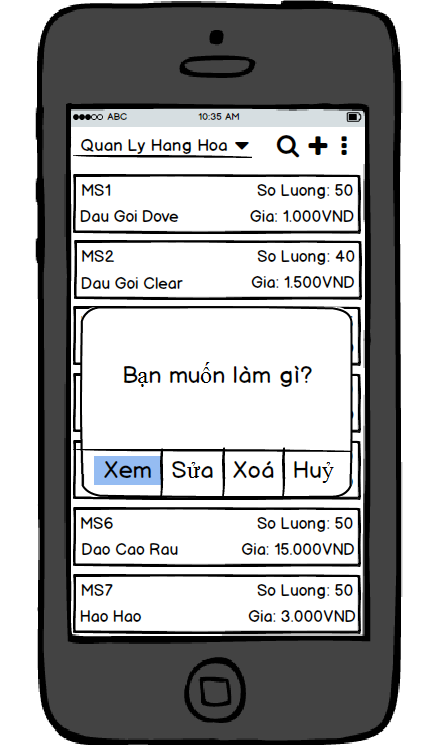 ABC 10:35 AM
Quan Ly Hang Hoa
MS1 So Luong: 50
Dau Goi Dove Gia: 1.000VND
MS2 So Luong: 40
Dau Goi Clear Gia: 1.500VND
Bạn muốn làm gì?
Xem Sửa Xoá Huỷ
MS6 So Luong: 50
Dao Cao Rau Gia: 15.000VND
MS7 So Luong: 50
Hao Hao Gia: 3.000VND